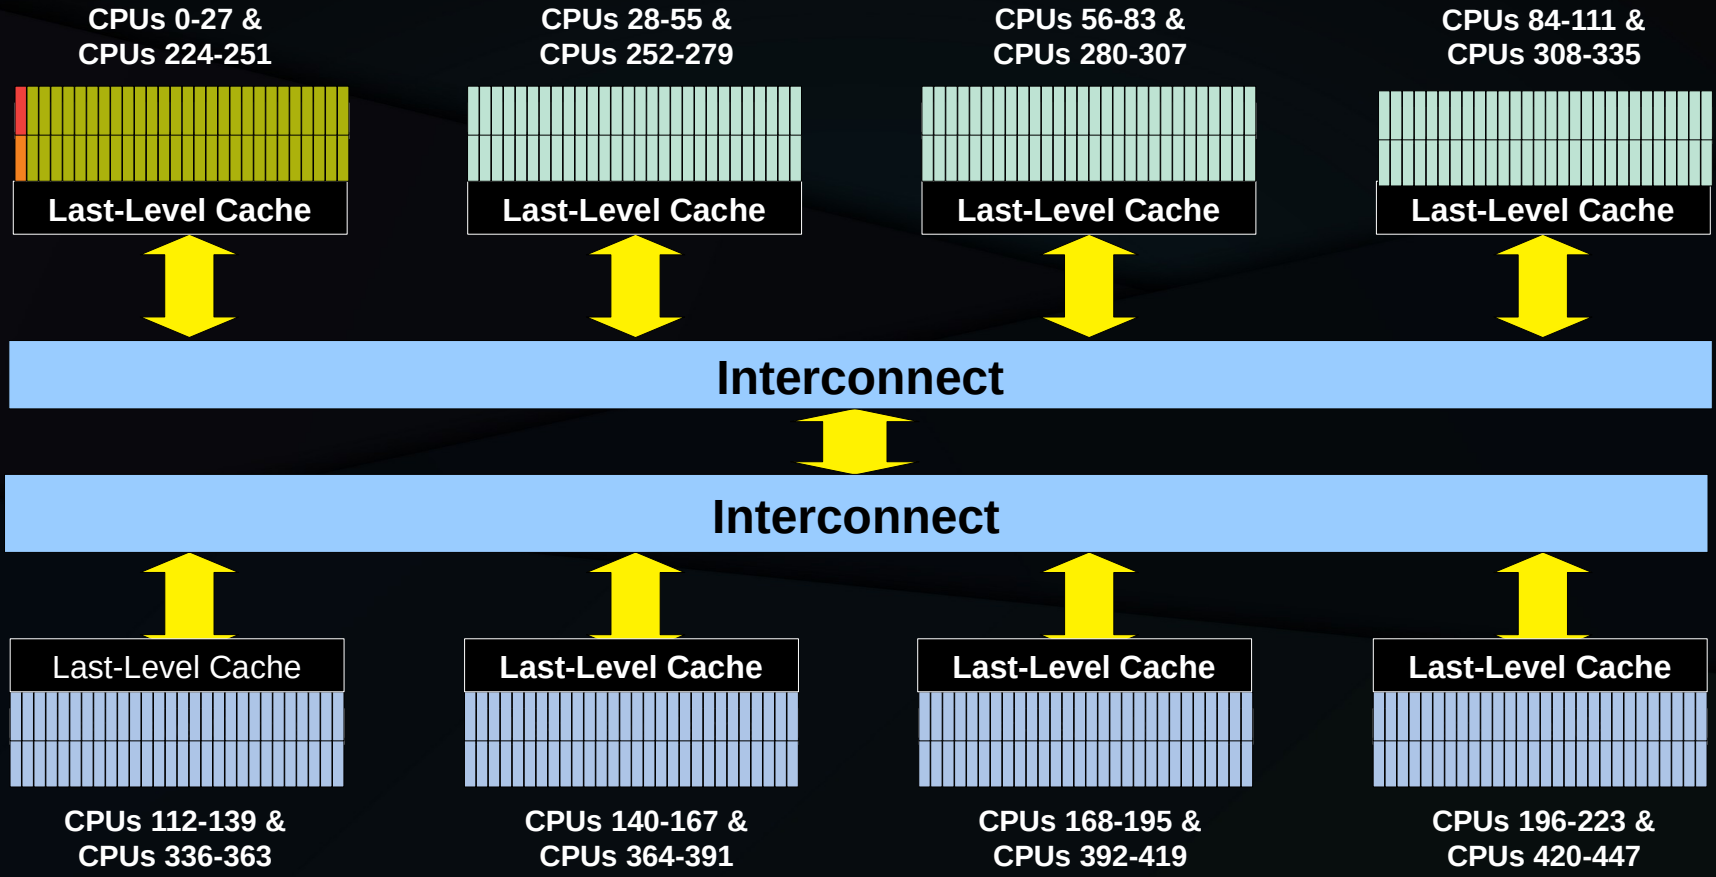 CPUs 0-27 &
CPUs 224-251
CPUs 28-55 &
CPUs 252-279
CPUs 56-83 &
CPUs 280-307
CPUs 84-111 &
CPUs 308-335
Last-Level Cache
Last-Level Cache
Last-Level Cache
Last-Level Cache
Interconnect
Interconnect
Last-Level Cache
Last-Level Cache
Last-Level Cache
Last-Level Cache
CPUs 112-139 &
CPUs 336-363
CPUs 140-167 &
CPUs 364-391
CPUs 168-195 &
CPUs 392-419
CPUs 196-223 &
CPUs 420-447